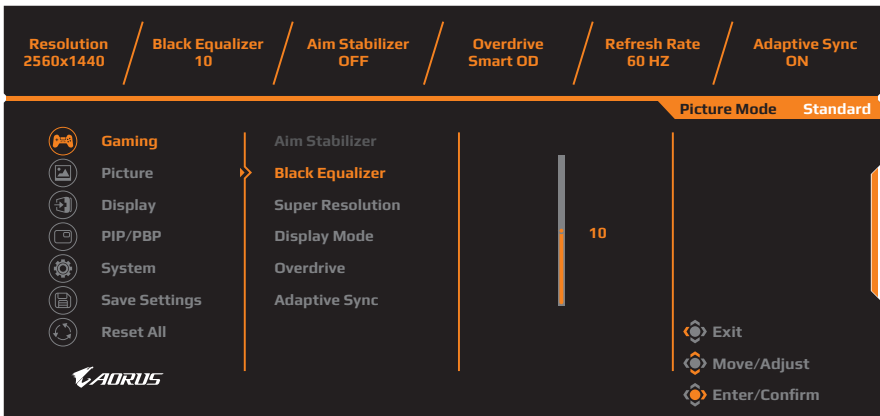 Resolution
2560x1440
Black Equalizer
10
Aim Stabilizer
OFF
Overdrive
Smart OD
Refresh Rate
60 HZ
Adaptive Sync
ON
Picture Mode Standard
Gaming
Picture
Display
PIP/PBP
System
Save Settings
Reset All
Aim Stabilizer
Black Equalizer
Super Resolution
Display Mode
Overdrive
Adaptive Sync
10
Exit
Move/Adjust
Enter/Confirm
AORUS